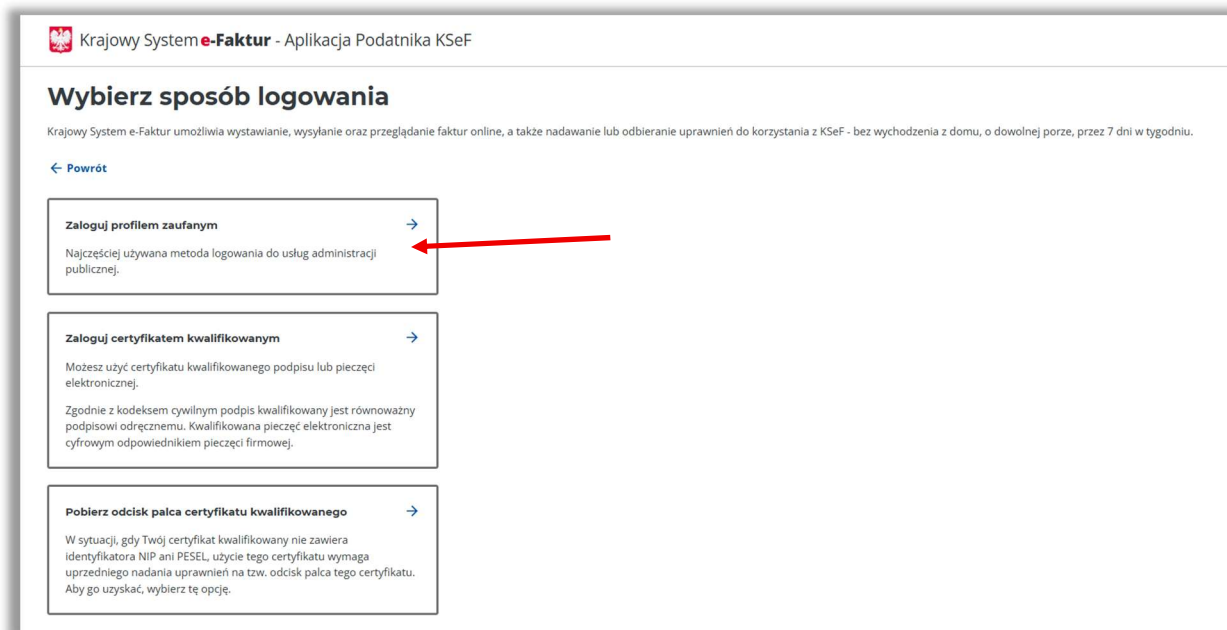 Krajowy System e-Faktur - Aplikacja Podatnika KSeF
Wybierz sposób logowania
Krajowy System e-Faktur umożliwia wystawianie, wysyłanie oraz przeglądanie faktur online, a także nadawanie lub odbieranie uprawnień do korzystania z KSeF - bez wychodzenia z domu, o dowolnej porze, przez 7 dni w tygodniu.
← Powrót
Zaloguj profilem zaufanym →
Najczęściej używana metoda logowania do usług administracji
publicznej.
Zaloguj certyfikatem kwalifikowanym →
Możesz użyć certyfikatu kwalifikowanego podpisu lub pieczęci
elektronicznej.
Zgodnie z kodeksem cywilnym podpis kwalifikowany jest równoważny
podpisowi odręcznemu. Kwalifikowana pieczęć elektroniczna jest
cyfrowym odpowiednikiem pieczęci firmowej.
Pobierz odcisk palca certyfikatu kwalifikowanego →
W sytuacji, gdy Twój certyfikat kwalifikowany nie zawiera
identyfikatora NIP ani PESEL, użycie tego certyfikatu wymaga
uprzedniego nadania uprawnień na tzw. odcisk palca tego certyfikatu.
Aby go uzyskać, wybierz tę opcję.